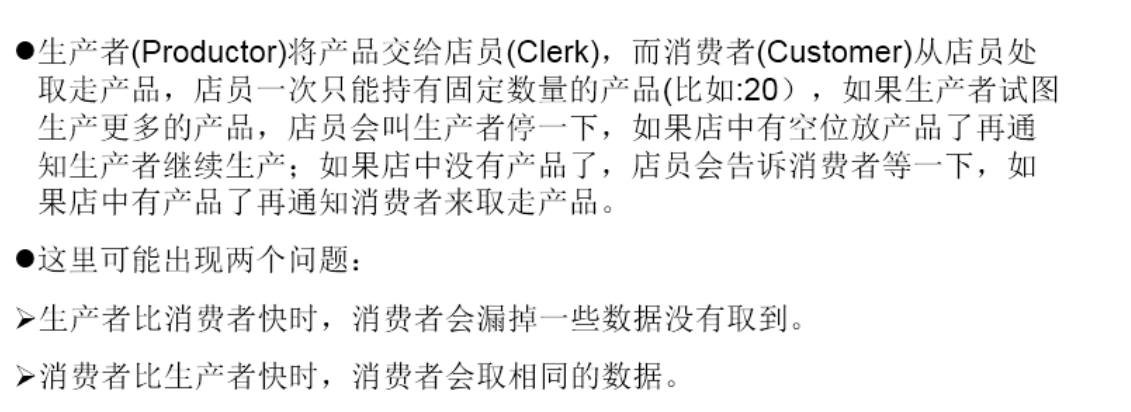 ●生产者(Productor)将产品交给店员(Clerk)，而消费者(Customer)从店员处
取走产品，店员一次只能持有固定数量的产品(比如:20），如果生产者试图
生产更多的产品，店员会叫生产者停一下，如果店中有空位放产品了再通
知生产者继续生产；如果店中没有产品了，店员会告诉消费者等一下，如
果店中有产品了再通知消费者来取走产品。
●这里可能出现两个问题：
➢生产者比消费者快时，消费者会漏掉一些数据没有取到。
➢消费者比生产者快时，消费者会取相同的数据。